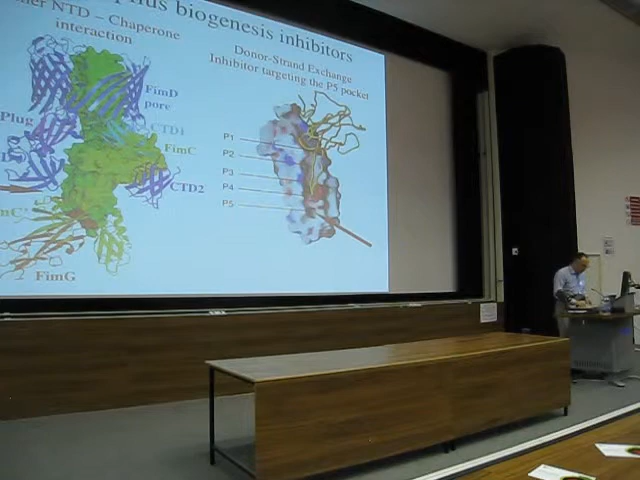 biogenesis inhibitors
NTD – Chaperone
interaction
Donor-Strand Exchange
Inhibitor targeting the P5 pocket
FimD
pore
Plug
CTD1
FimC
CTD2
FimG
P1
P2
P3
P4
P5